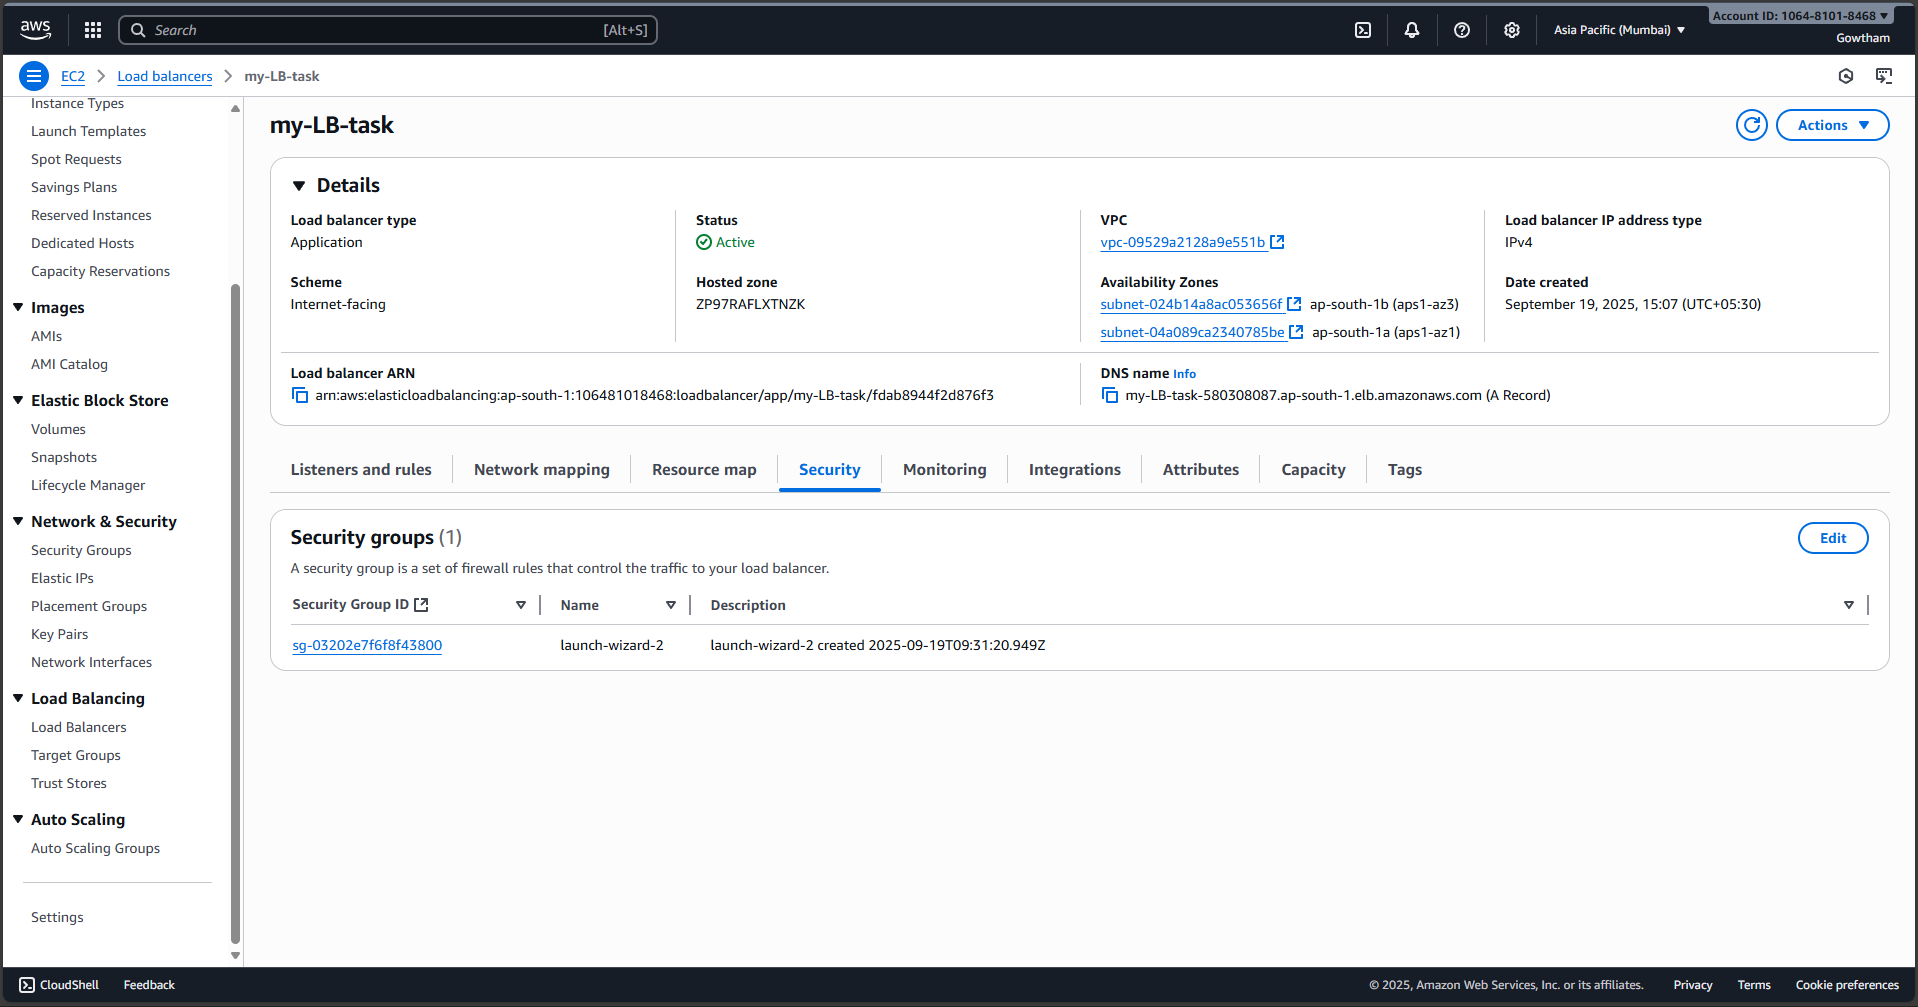 aws
Search
[Alt+S]
Asia Pacific (Mumbai)
Account ID: 1064-8101-8468
Gowtham
EC2 > Load balancers > my-LB-task
Instance Types
Launch Templates
Spot Requests
Savings Plans
Reserved Instances
Dedicated Hosts
Capacity Reservations
Images
AMIs
AMI Catalog
Elastic Block Store
Volumes
Snapshots
Lifecycle Manager
Network & Security
Security Groups
Elastic IPs
Placement Groups
Key Pairs
Network Interfaces
Load Balancing
Load Balancers
Target Groups
Trust Stores
Auto Scaling
Auto Scaling Groups
Settings
my-LB-task
Actions
Details
Load balancer type
Application
Status
Active
VPC
vpc-09529a2128a9e551b
Load balancer IP address type
IPv4
Scheme
Internet-facing
Hosted zone
ZP97RAFLXTNZK
Availability Zones
subnet-024b14a8ac053656f ap-south-1b (aps1-az3)
subnet-04a089ca2340785be ap-south-1a (aps1-az1)
Date created
September 19, 2025, 15:07 (UTC+05:30)
Load balancer ARN
arn:aws:elasticloadbalancing:ap-south-1:106481018468:loadbalancer/app/my-LB-task/fdab8944f2d876f3
DNS name Info
my-LB-task-580308087.ap-south-1.elb.amazonaws.com (A Record)
Listeners and rules
Network mapping
Resource map
Security
Monitoring
Integrations
Attributes
Capacity
Tags
Security groups (1)
Edit
A security group is a set of firewall rules that control the traffic to your load balancer.
Security Group ID
Name
Description
sg-03202e7f6f8f43800
launch-wizard-2
launch-wizard-2 created 2025-09-19T09:31:20.949Z
CloudShell
Feedback
© 2025, Amazon Web Services, Inc. or its affiliates.
Privacy
Terms
Cookie preferences